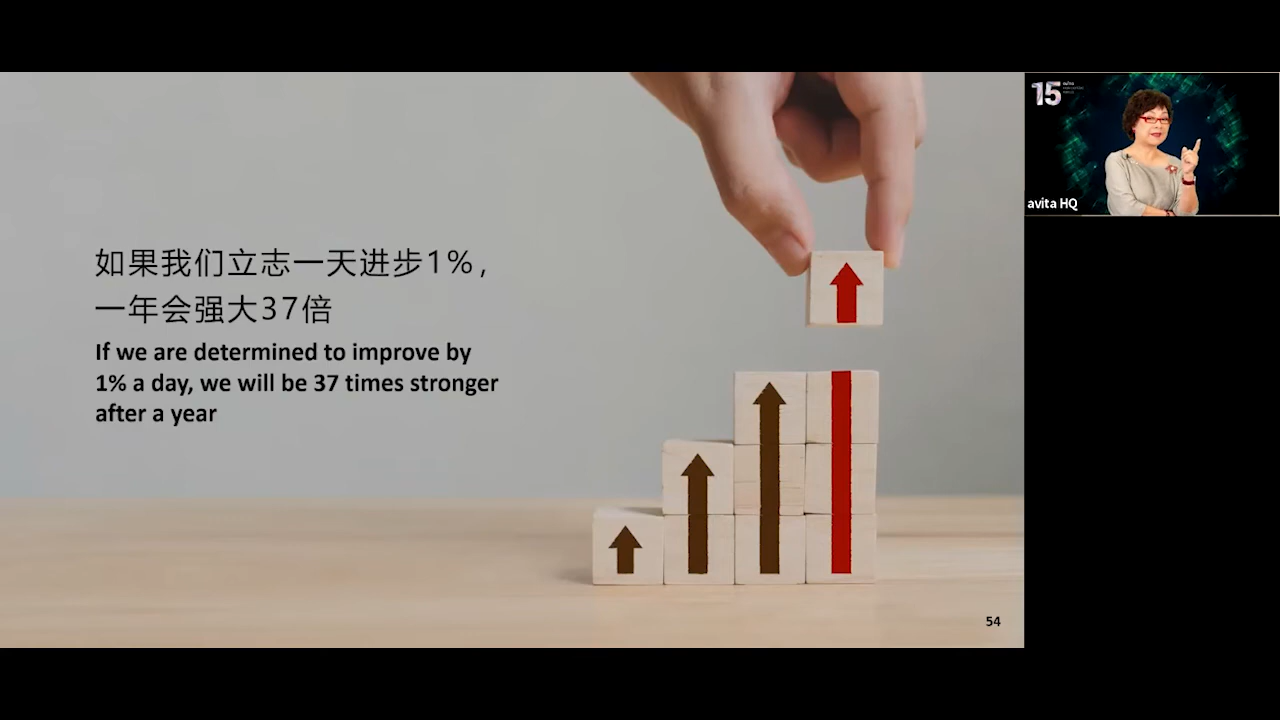 如果我们立志一天进步1%,
一年会强大37倍
If we are determined to improve by
1% a day, we will be 37 times stronger
after a year
54
15
avita HQ